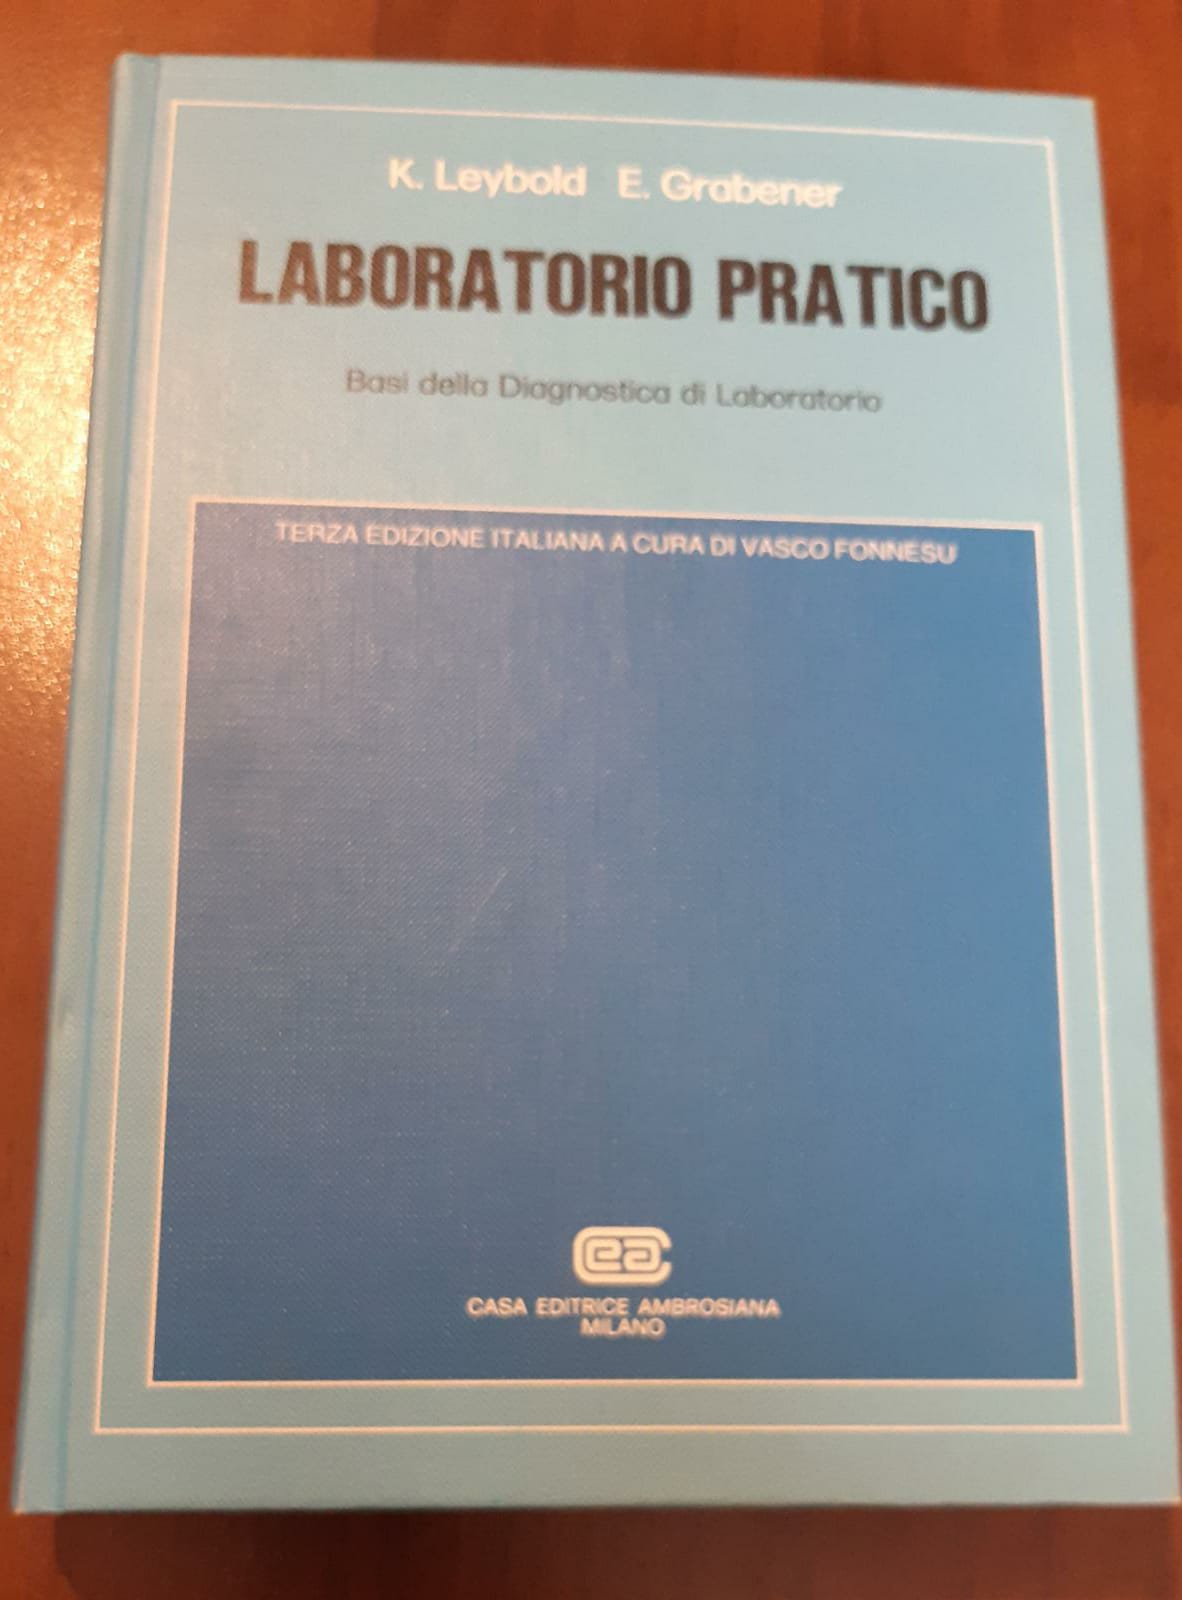 K. Leybold E. Grabener
LABORATORIO PRATICO
Basi della Diagnostica di Laboratorio
TERZA EDIZIONE ITALIANA A CURA DI VASCO FONNESU
cea
CASA EDITRICE AMBROSIANA
MILANO